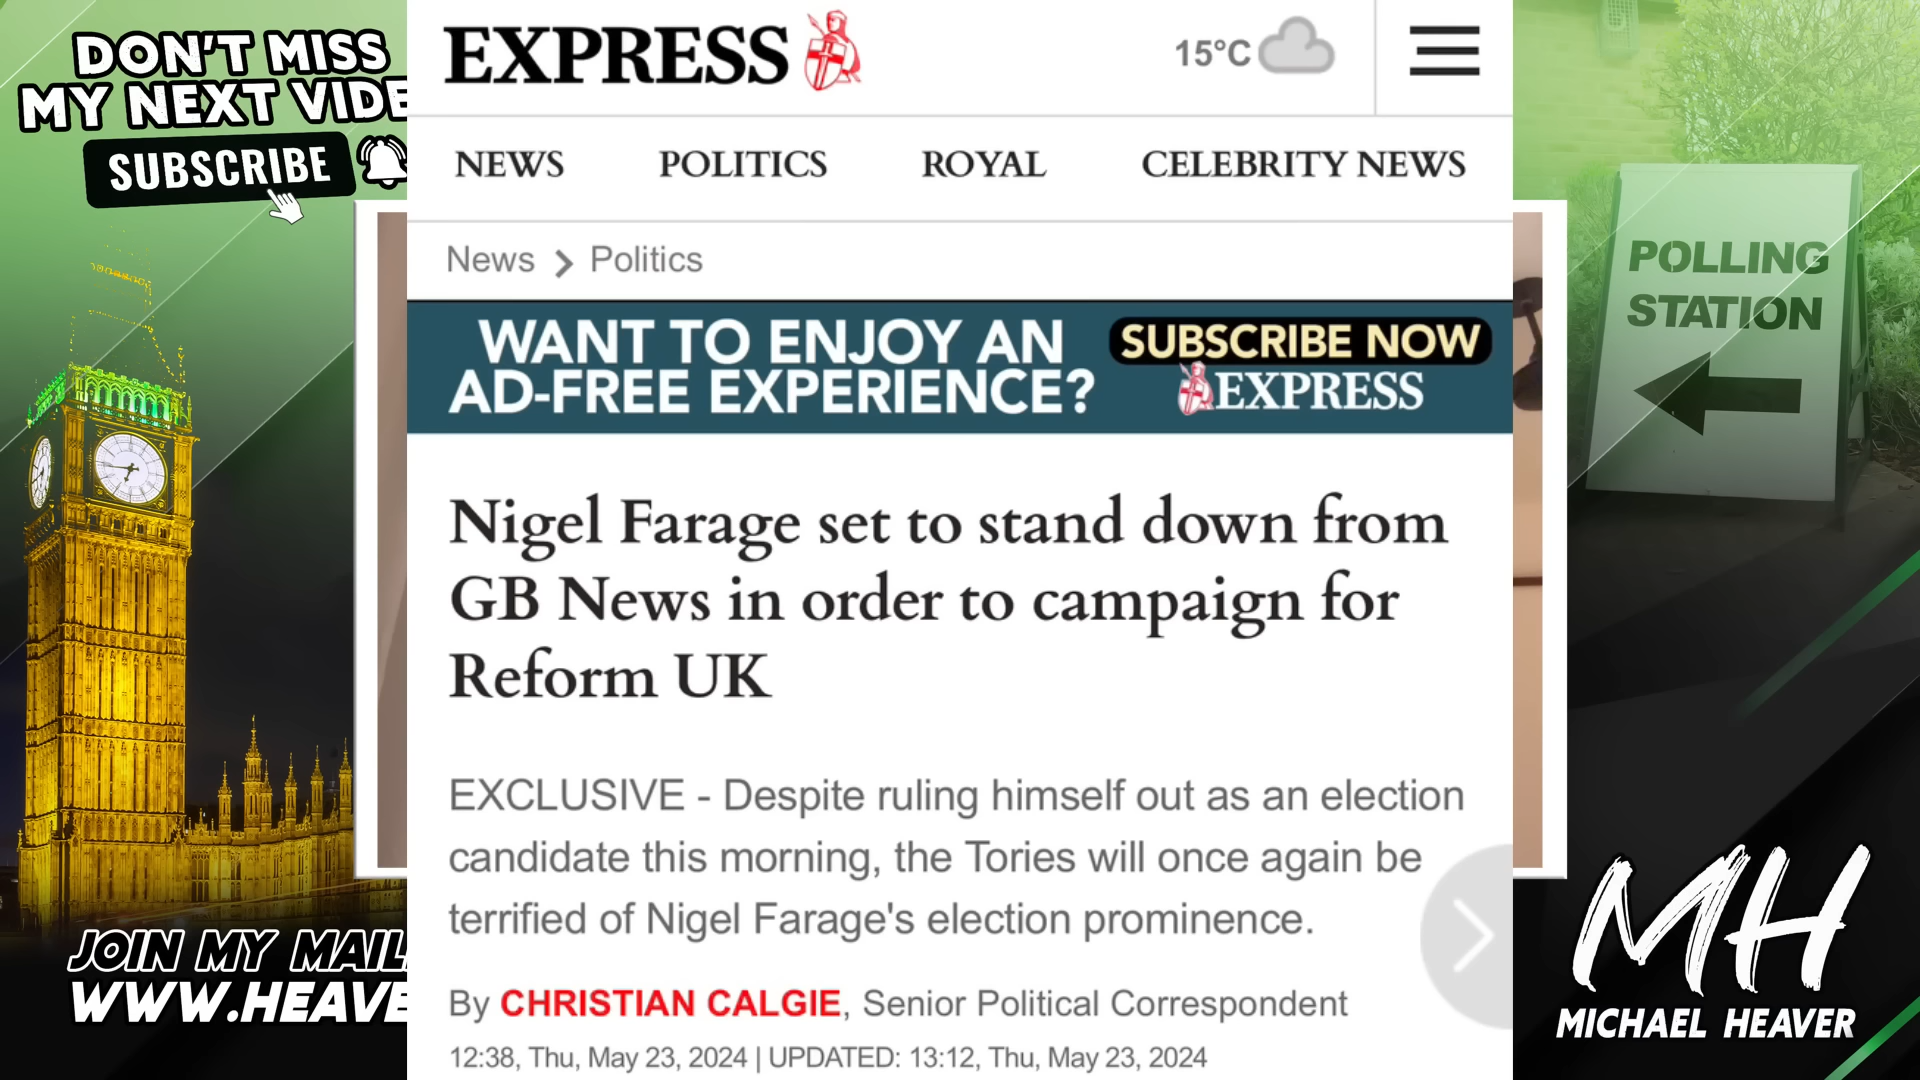 DON'T MISS
MY NEXT VIDE
SUBSCRIBE
EXPRESS
15°C
NEWS POLITICS ROYAL CELEBRITY NEWS
News > Politics
WANT TO ENJOY AN
AD-FREE EXPERIENCE?
SUBSCRIBE NOW
EXPRESS
Nigel Farage set to stand down from
GB News in order to campaign for
Reform UK
EXCLUSIVE - Despite ruling himself out as an election
candidate this morning, the Tories will once again be
terrified of Nigel Farage's election prominence.
By CHRISTIAN CALGIE, Senior Political Correspondent
12:38, Thu, May 23, 2024 | UPDATED: 13:12, Thu, May 23, 2024
POLLING
STATION
JOIN MY MAIL
WWW.HEAVE
MH
MICHAEL HEAVER